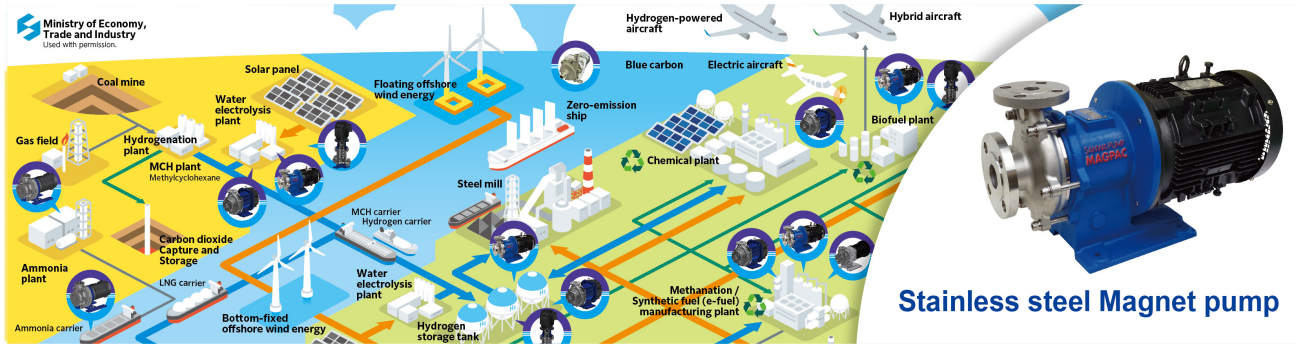 Ministry of Economy,
Trade and Industry
Used with permission.
Coal mine
Solar panel
Gas field
Hydrogenation
plant
MCH plant
Methylcyclohexane
Water
electrolysis
plant
Floating offshore
wind energy
Hydrogen-powered
aircraft
Hybrid aircraft
Blue carbon
Electric aircraft
Zero-emission
ship
Biofuel plant
Chemical plant
Steel mill
MCH carrier
Hydrogen carrier
Carbon dioxide
Capture and
Storage
Ammonia
plant
LNG carrier
Ammonia carrier
Bottom-fixed
offshore wind energy
Water
electrolysis
plant
Hydrogen
storage tank
H2
H2
H2
Methanation /
Synthetic fuel (e-fuel)
manufacturing plant
MAGPAC
Stainless steel Magnet pump